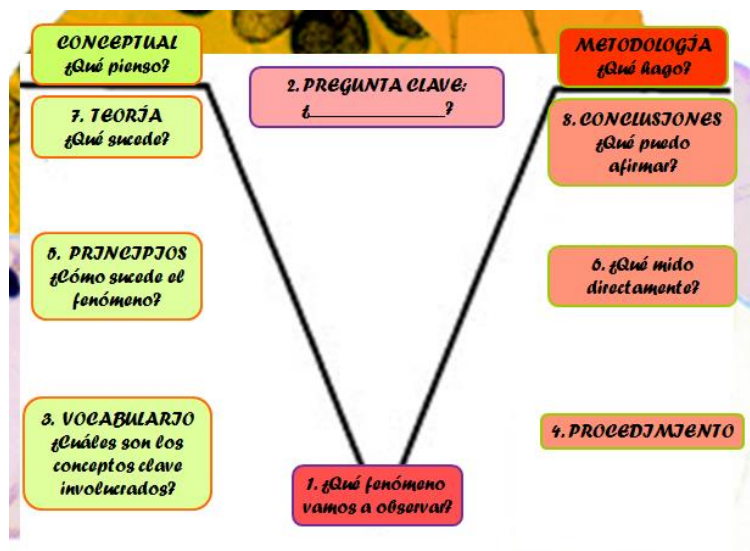 CONCEPTUAL
¿Qué pienso?
METODOLOGÍA
¿Qué hago?
2. PREGUNTA CLAVE:
¿_______________?
7. TEORÍA
¿Qué sucede?
8. CONCLUSIONES
¿Qué puedo
afirmar?
5. PRINCIPIOS
¿Cómo sucede el
fenómeno?
6. ¿Qué mido
directamente?
3. VOCABULARIO
¿Cuáles son los
conceptos clave
involucrados?
4. PROCEDIMIENTO
1. ¿Qué fenómeno
vamos a observar?